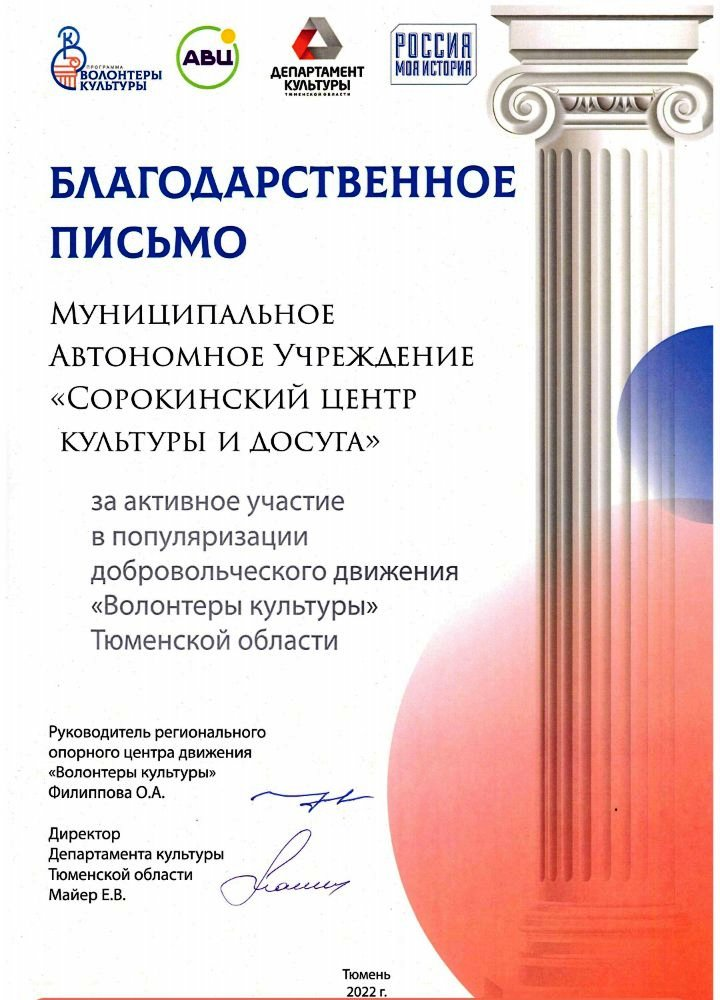 ПРОГРАММА
ВОЛОНТЕРЫ
КУЛЬТУРЫ
АВЦ
ДЕПАРТАМЕНТ
КУЛЬТУРЫ
ТЮМЕНСКОЙ ОБЛАСТИ
РОССИЯ
МОЯ ИСТОРИЯ
БЛАГОДАРСТВЕННОЕ
ПИСЬМО
Муниципальное
Автономное Учреждение
«Сорокинский центр
культуры и досуга»
за активное участие
в популяризации
добровольческого движения
«Волонтеры культуры»
Тюменской области
Руководитель регионального
опорного центра движения
«Волонтеры культуры»
Филиппова О.А.
Директор
Департамента культуры
Тюменской области
Майер Е.В.
Тюмень
2022 г.